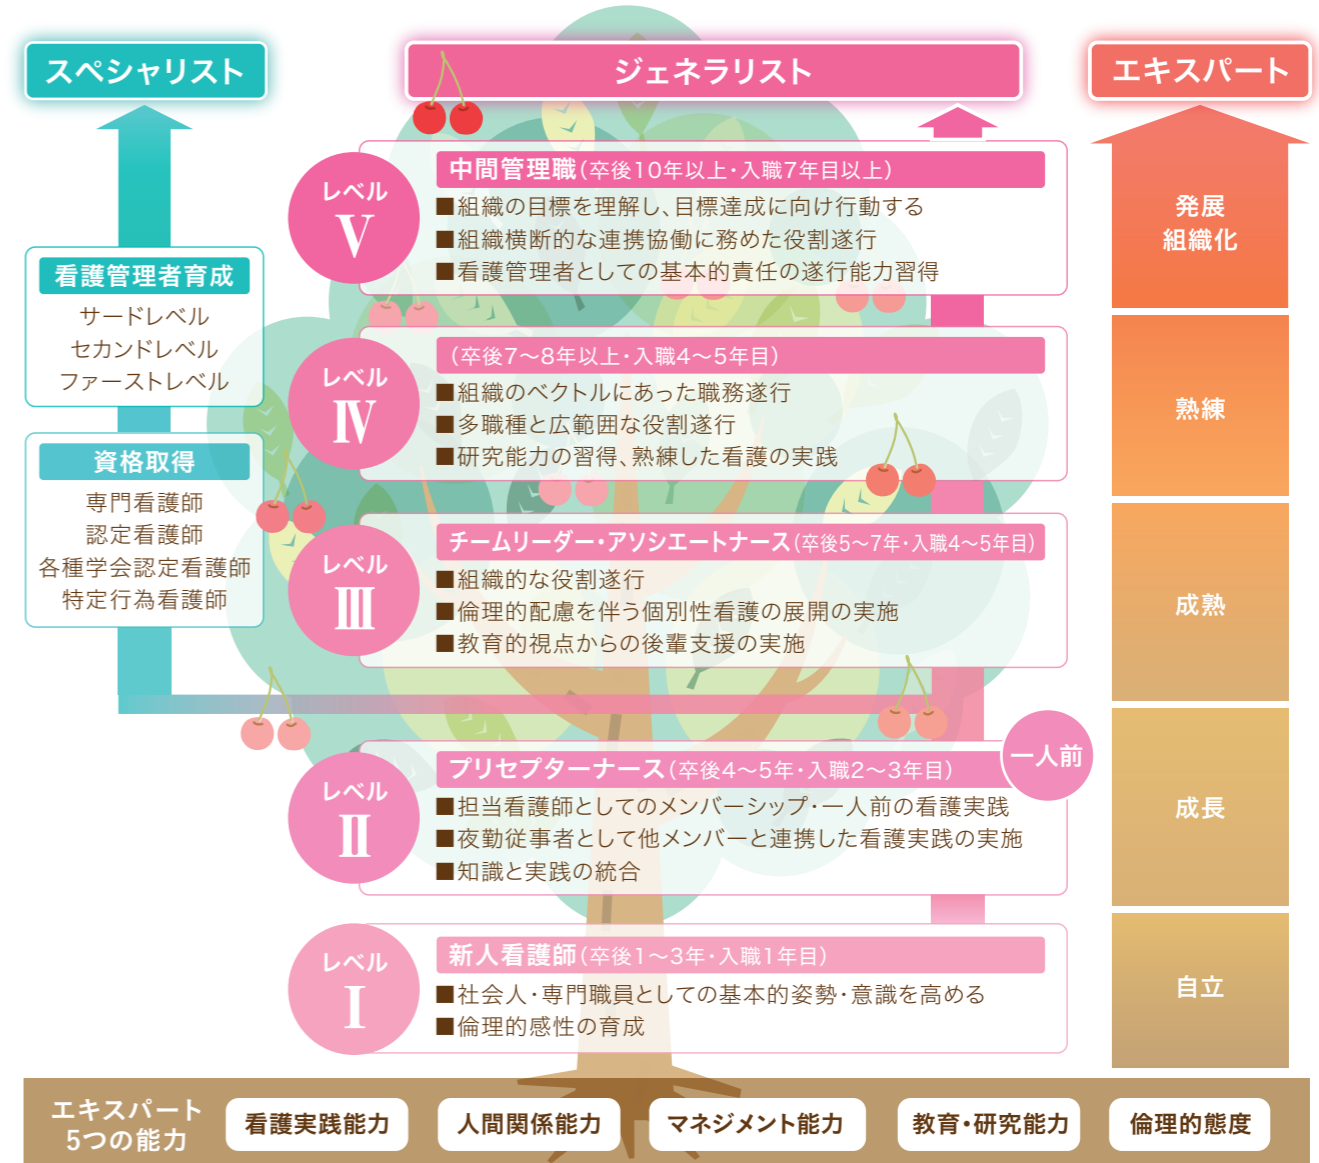 スペシャリスト
ジェネラリスト
エキスパート
看護管理者育成
サードレベル
セカンドレベル
ファーストレベル
資格取得
専門看護師
認定看護師
各種学会認定看護師
特定行為看護師
レベル
Ⅴ
中間管理職(卒後10年以上・入職7年目以上)
■組織の目標を理解し、目標達成に向け行動する
■組織横断的な連携協働に務めた役割遂行
■看護管理者としての基本的責任の遂行能力習得
レベル
Ⅳ
(卒後7〜8年以上・入職4〜5年目)
■組織のベクトルにあった職務遂行
■多職種と広範囲な役割遂行
■研究能力の習得、熟練した看護の実践
レベル
Ⅲ
チームリーダー・アソシエートナース(卒後5〜7年・入職4〜5年目)
■組織的な役割遂行
■倫理的配慮を伴う個別性看護の展開の実施
■教育的視点からの後輩支援の実施
レベル
Ⅱ
プリセプターナース(卒後4〜5年・入職2〜3年目)
一人前
■担当看護師としてのメンバーシップ・一人前の看護実践
■夜勤従事者として他メンバーと連携した看護実践の実施
■知識と実践の統合
レベル
Ⅰ
新人看護師(卒後1〜3年・入職1年目)
■社会人・専門職員としての基本的姿勢・意識を高める
■倫理的感性の育成
発展
組織化
熟練
成熟
成長
自立
エキスパート
5つの能力
看護実践能力
人間関係能力
マネジメント能力
教育・研究能力
倫理的態度